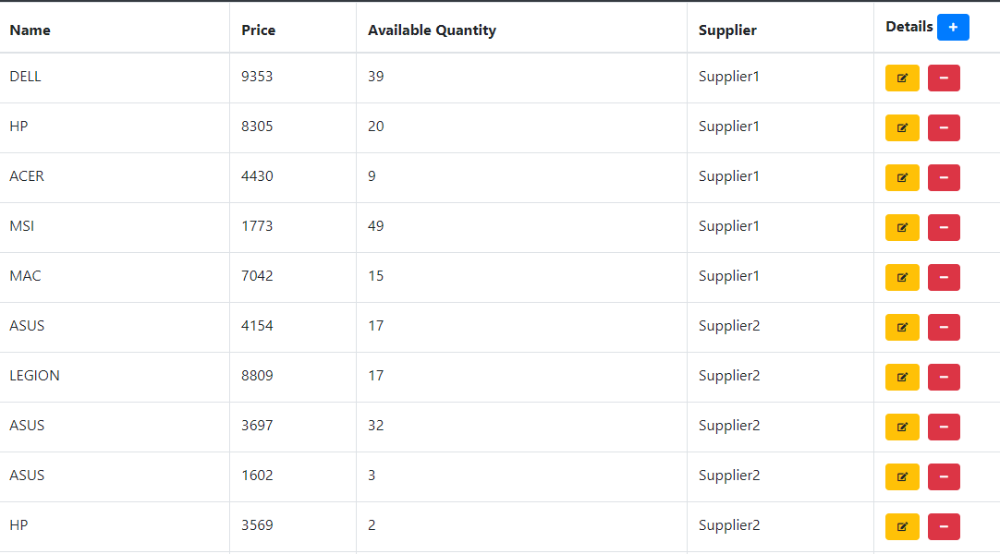 Name Price Available Quantity Supplier Details +
DELL 9353 39 Supplier1
HP 8305 20 Supplier1
ACER 4430 9 Supplier1
MSI 1773 49 Supplier1
MAC 7042 15 Supplier1
ASUS 4154 17 Supplier2
LEGION 8809 17 Supplier2
ASUS 3697 32 Supplier2
ASUS 1602 3 Supplier2
HP 3569 2 Supplier2